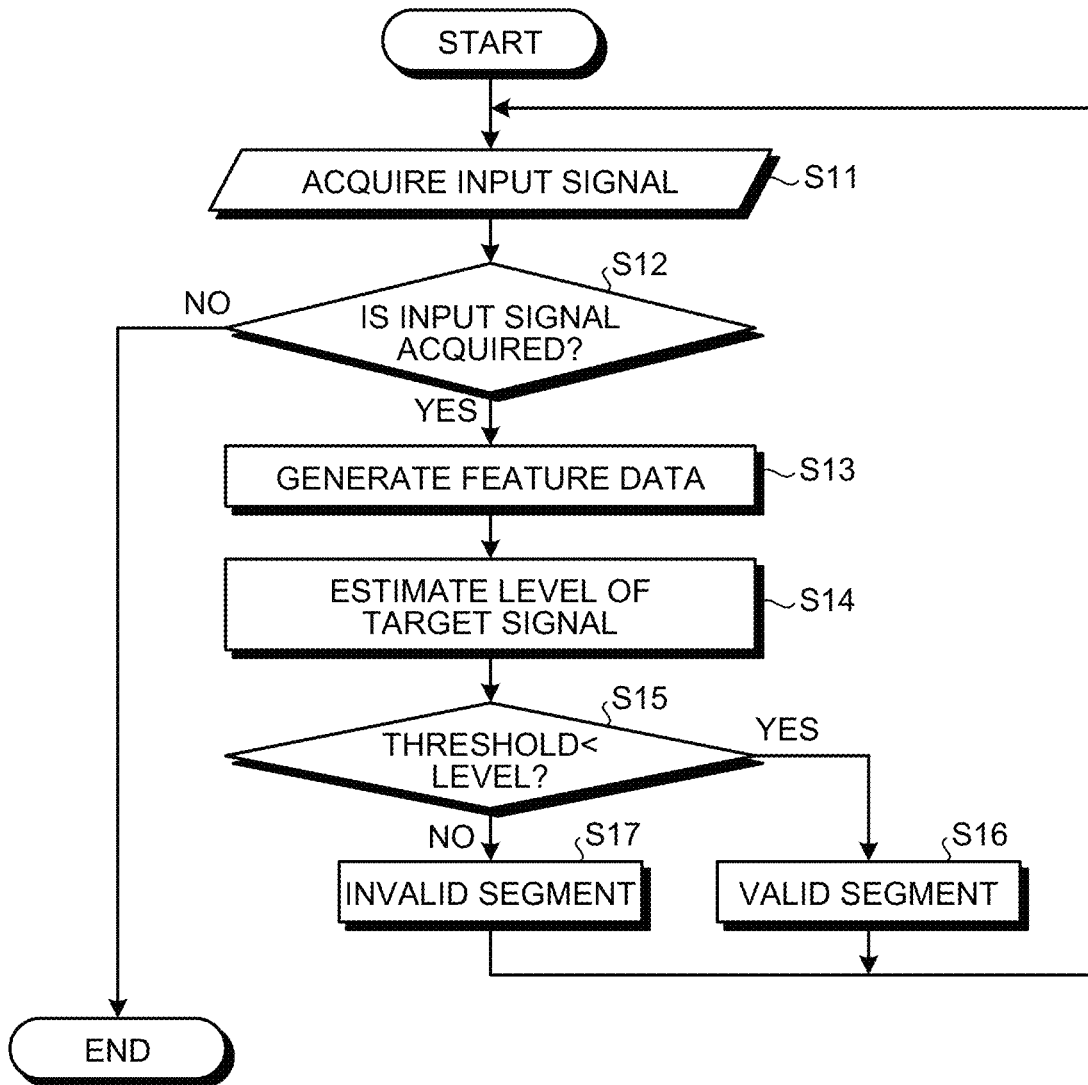 START
ACQUIRE INPUT SIGNAL
S11
S12
NO
IS INPUT SIGNAL
ACQUIRED?
YES
GENERATE FEATURE DATA
S13
ESTIMATE LEVEL OF
TARGET SIGNAL
S14
S15
YES
THRESHOLD<
LEVEL?
NO
S17
S16
INVALID SEGMENT
VALID SEGMENT
END